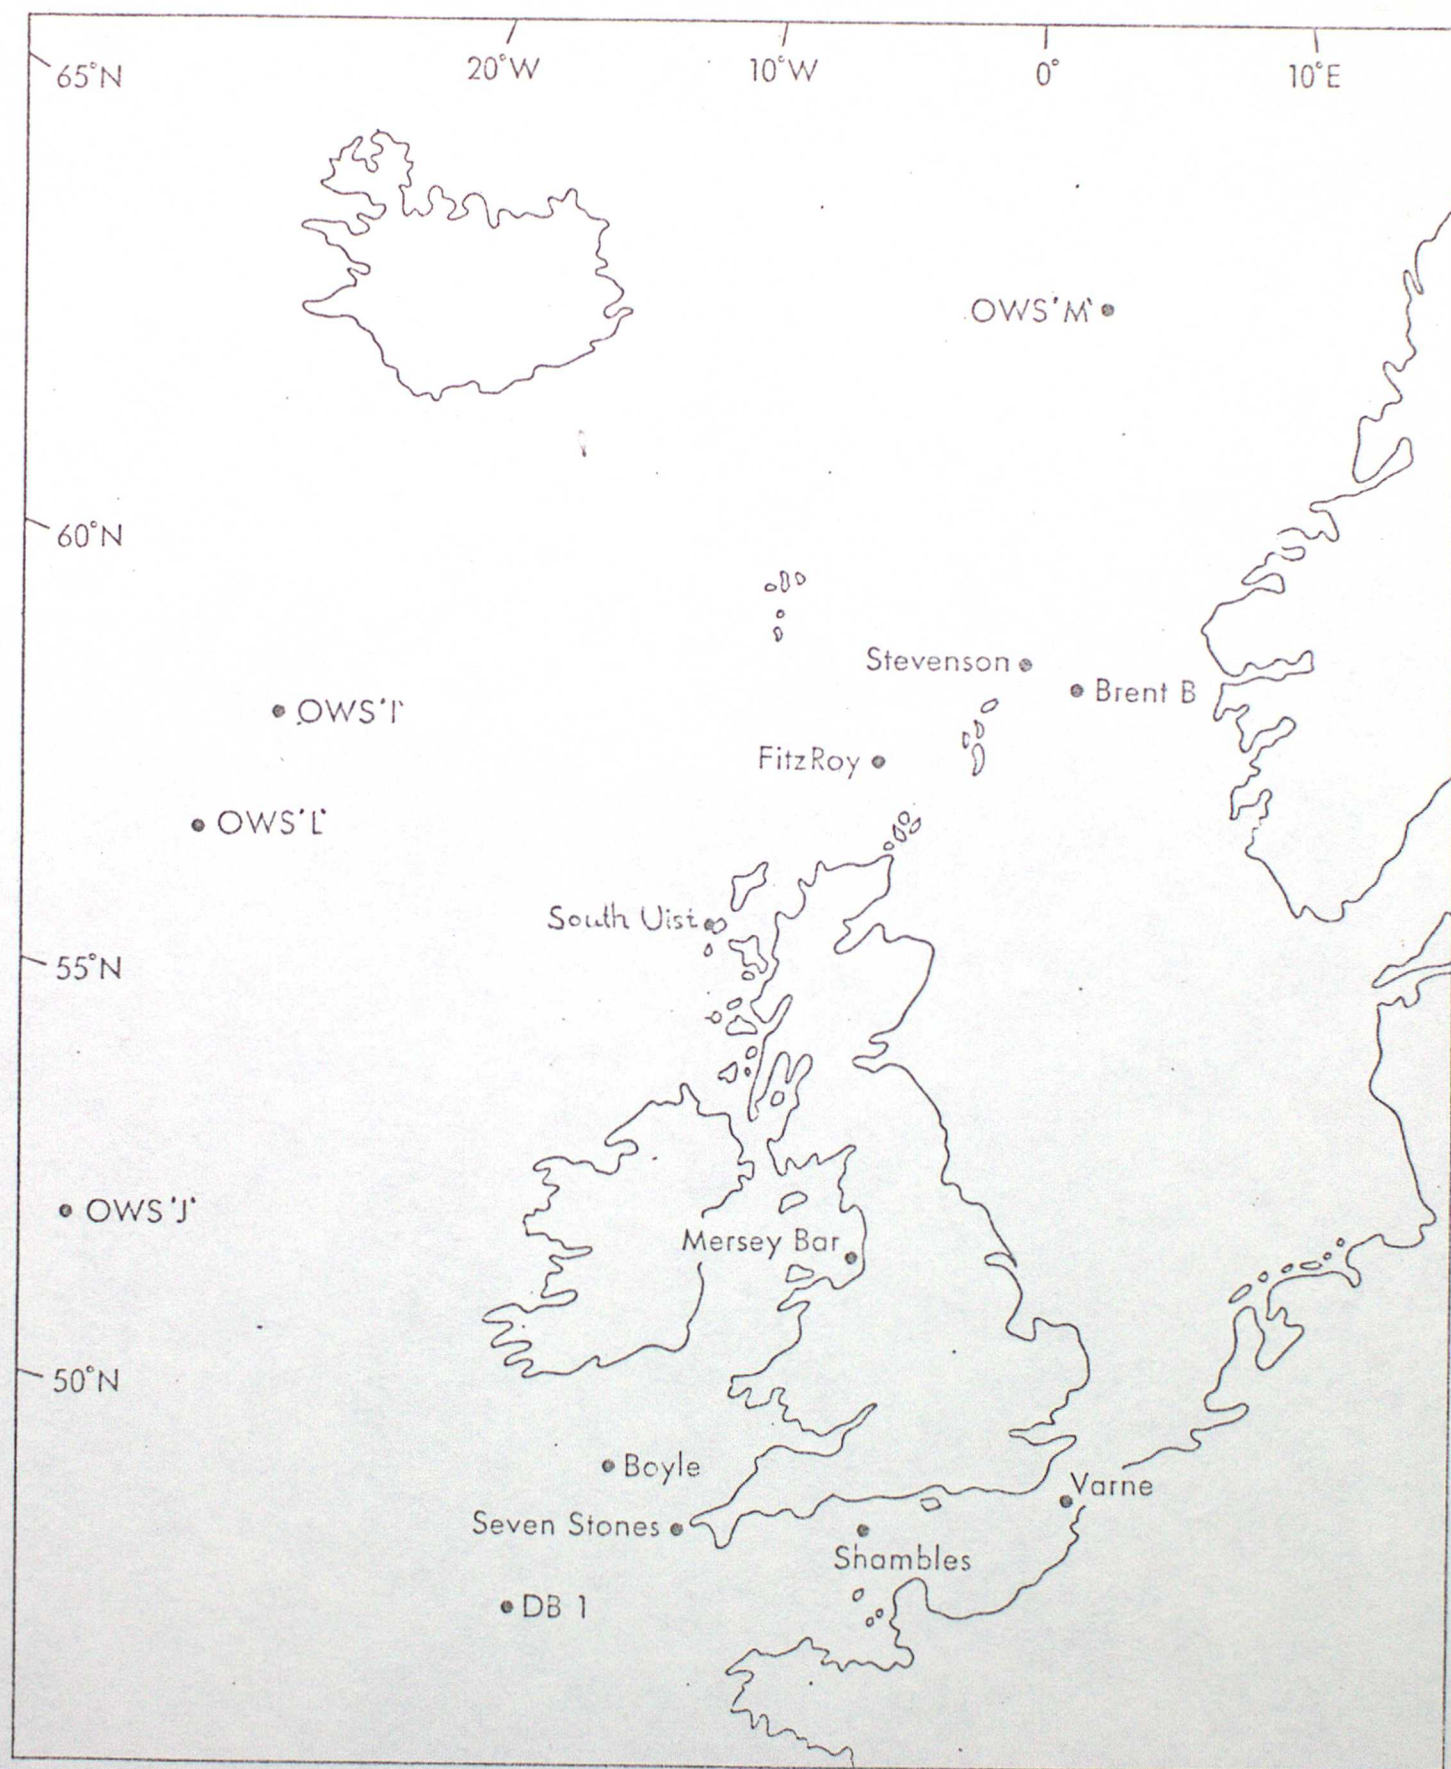 65°N
20°W
10°W
0°
10°E
OWS'M'
60°N
Stevenson
Brent B
OWS'I'
FitzRoy
OWS'L'
South Uist
55°N
OWS'J'
Mersey Bar
50°N
Boyle
Varne
Seven Stones
Shambles
DB 1